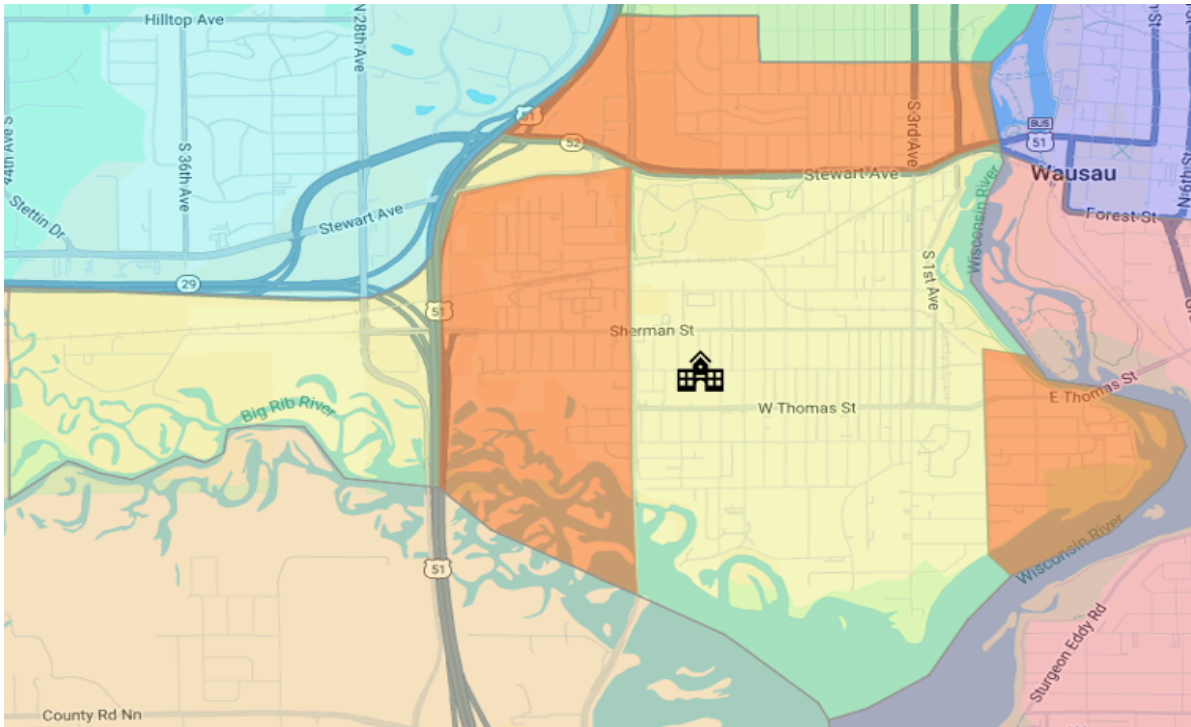 Hilltop Ave
N 28th Ave
N 1st St
S 36th Ave
S 3rd Ave
51
52
BUS
51
Stewart Ave
Wausau
Stettin Dr
Stewart Ave
Wisconsin River
Forest St
29
S 1st Ave
51
Sherman St
Big Rib River
W Thomas St
E Thomas St
Wisconsin River
51
Sturgeon Eddy Rd
County Rd Nn